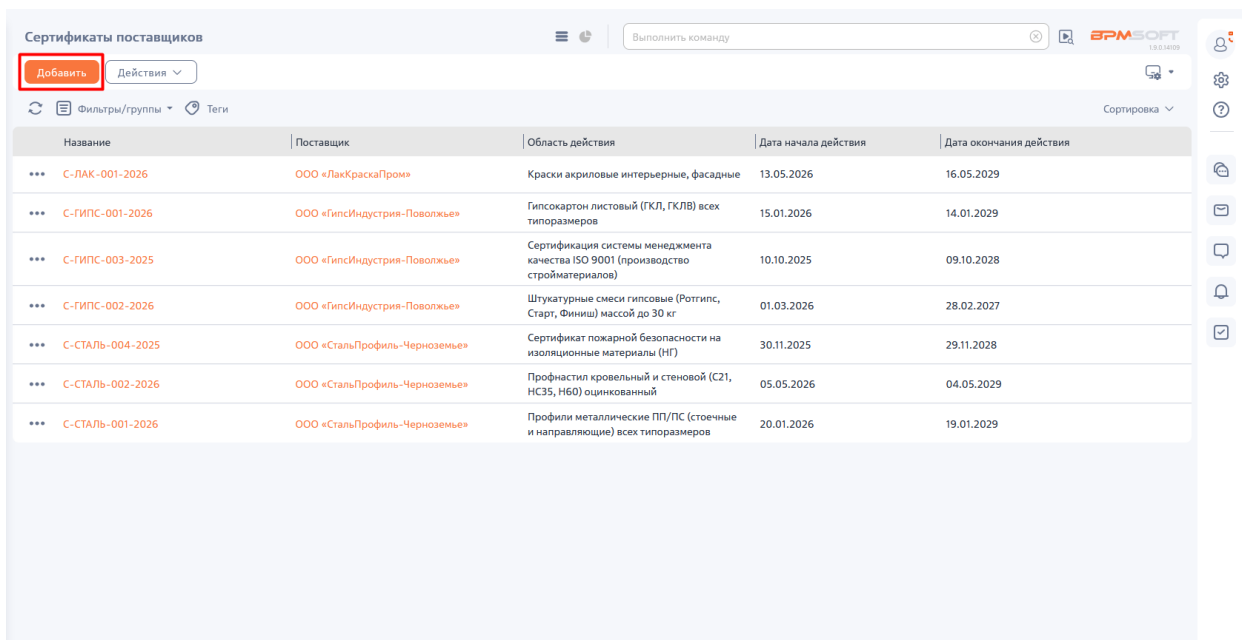 Сертификаты поставщиков
Выполнить команду
BPMSOFT
1.9.0.14109
Добавить
Действия
Фильтры/группы
Теги
Сортировка
Название
Поставщик
Область действия
Дата начала действия
Дата окончания действия
С-ЛАК-001-2026
ООО «ЛакКраскаПром»
Краски акриловые интерьерные, фасадные
13.05.2026
16.05.2029
С-ГИПС-001-2026
ООО «ГипсИндустрия-Поволжье»
Гипсокартон листовый (ГКЛ, ГКЛВ) всех
типоразмеров
15.01.2026
14.01.2029
С-ГИПС-003-2025
ООО «ГипсИндустрия-Поволжье»
Сертификация системы менеджмента
качества ISO 9001 (производство
стройматериалов)
10.10.2025
09.10.2028
С-ГИПС-002-2026
ООО «ГипсИндустрия-Поволжье»
Штукатурные смеси гипсовые (Ротгипс,
Старт, Финиш) массой до 30 кг
01.03.2026
28.02.2027
С-СТАЛЬ-004-2025
ООО «СтальПрофиль-Черноземье»
Сертификат пожарной безопасности на
изоляционные материалы (НГ)
30.11.2025
29.11.2028
С-СТАЛЬ-002-2026
ООО «СтальПрофиль-Черноземье»
Профнастил кровельный и стеновой (С21,
НС35, Н60) оцинкованный
05.05.2026
04.05.2029
С-СТАЛЬ-001-2026
ООО «СтальПрофиль-Черноземье»
Профили металлические ПП/ПС (стоечные
и направляющие) всех типоразмеров
20.01.2026
19.01.2029